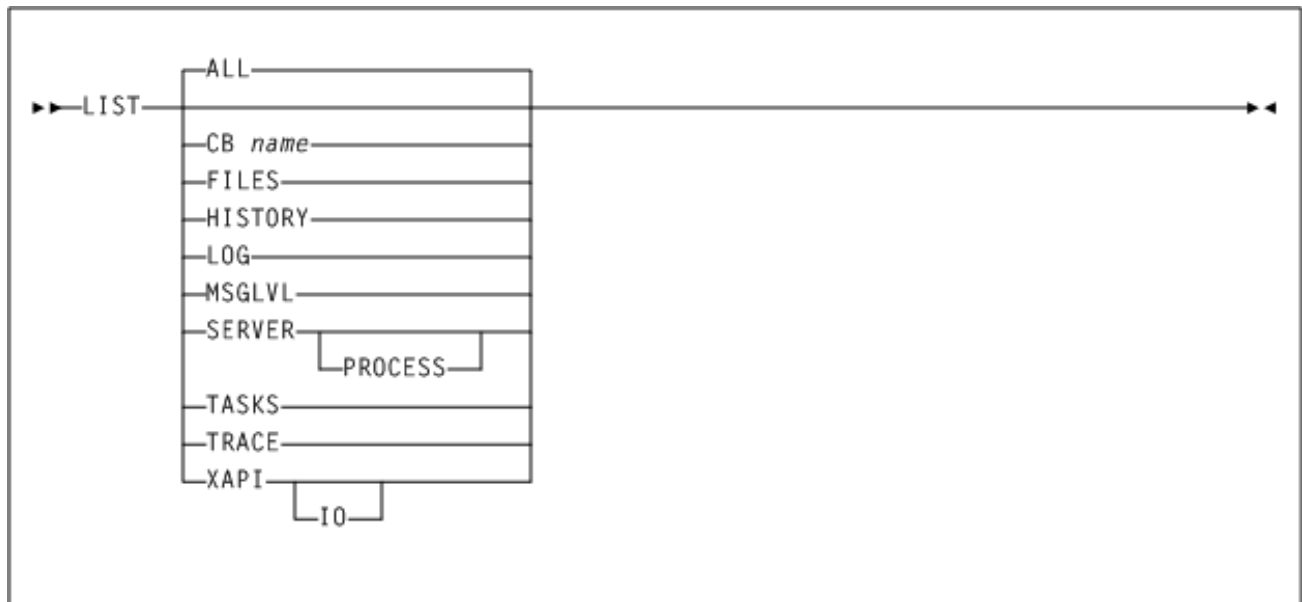 ALL
LIST
CB name
FILES
HISTORY
LOG
MSGLVL
SERVER
PROCESS
TASKS
TRACE
XAPI
IO